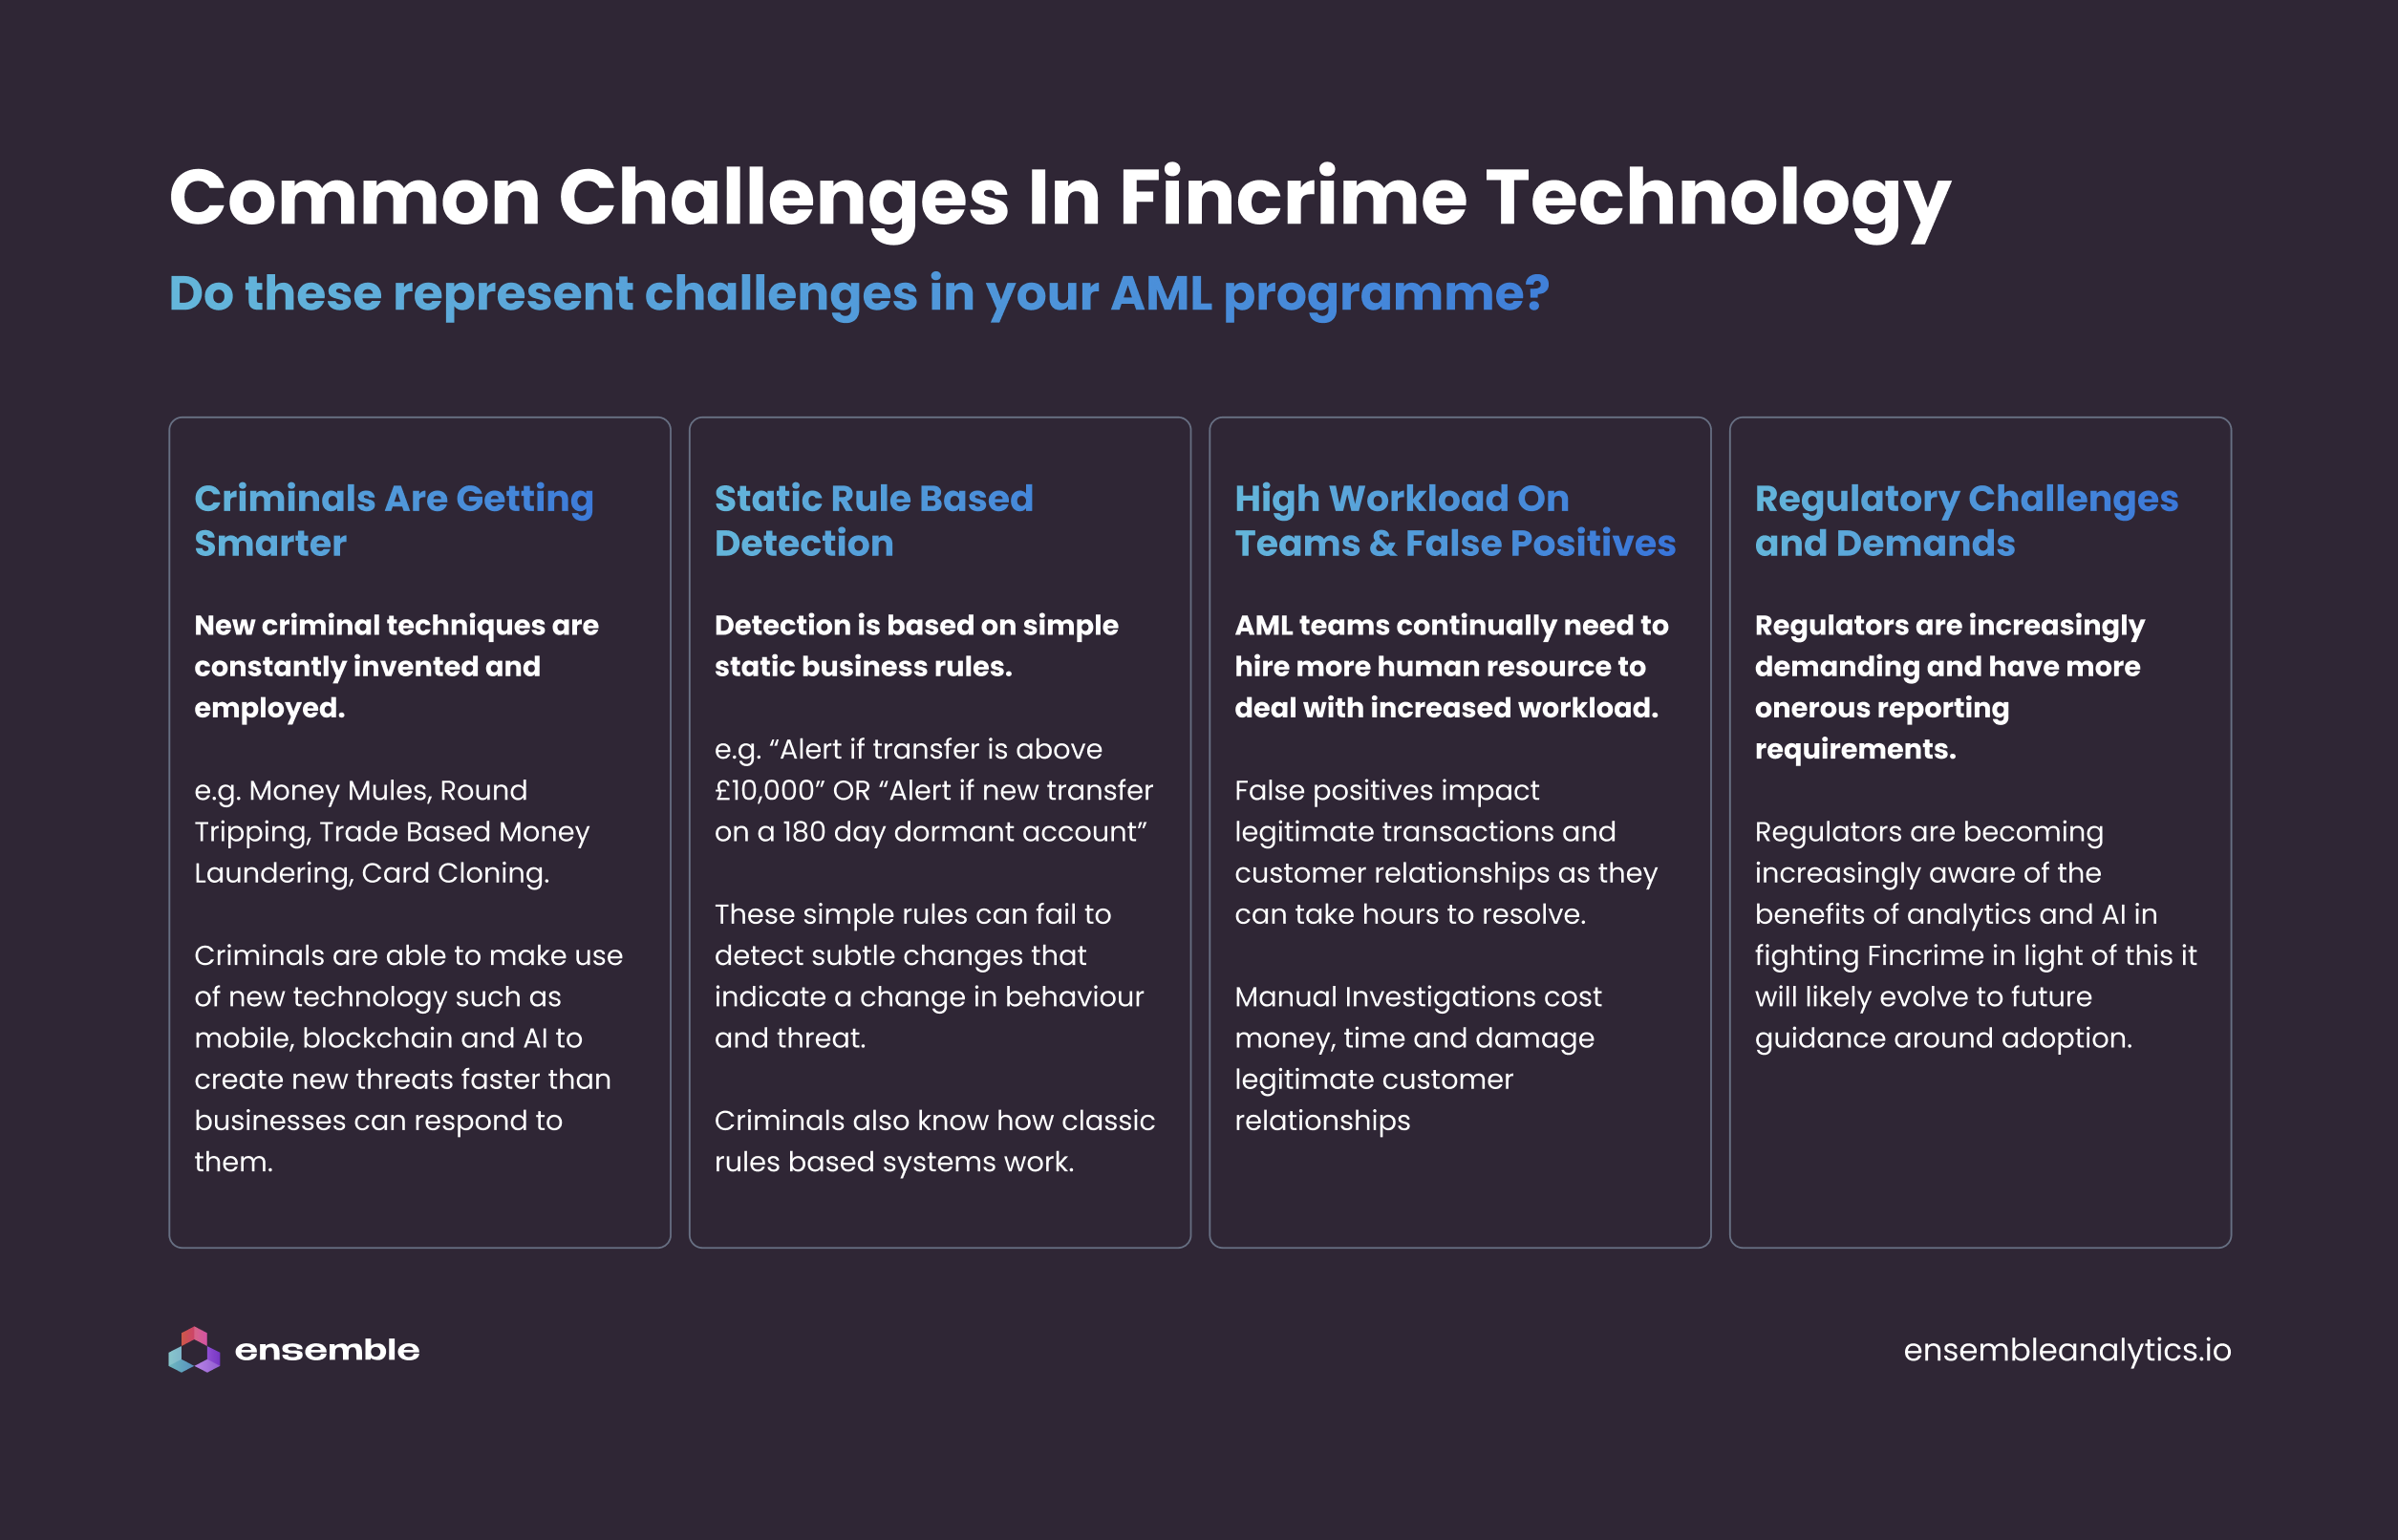 Common Challenges In Fincrime Technology
Do these represent challenges in your AML programme?
Criminals Are Getting
Smarter
New criminal techniques are
constantly invented and
employed.
e.g. Money Mules, Round
Tripping, Trade Based Money
Laundering, Card Cloning.
Criminals are able to make use
of new technology such as
mobile, blockchain and AI to
create new threats faster than
businesses can respond to
them.
Static Rule Based
Detection
Detection is based on simple
static business rules.
e.g. “Alert if transfer is above
£10,000” OR “Alert if new transfer
on a 180 day dormant account”
These simple rules can fail to
detect subtle changes that
indicate a change in behaviour
and threat.
Criminals also know how classic
rules based systems work.
High Workload On
Teams & False Positives
AML teams continually need to
hire more human resource to
deal with increased workload.
False positives impact
legitimate transactions and
customer relationships as they
can take hours to resolve.
Manual Investigations cost
money, time and damage
legitimate customer
relationships
Regulatory Challenges
and Demands
Regulators are increasingly
demanding and have more
onerous reporting
requirements.
Regulators are becoming
increasingly aware of the
benefits of analytics and AI in
fighting Fincrime in light of this it
will likely evolve to future
guidance around adoption.
ensemble
ensembleanalytics.io